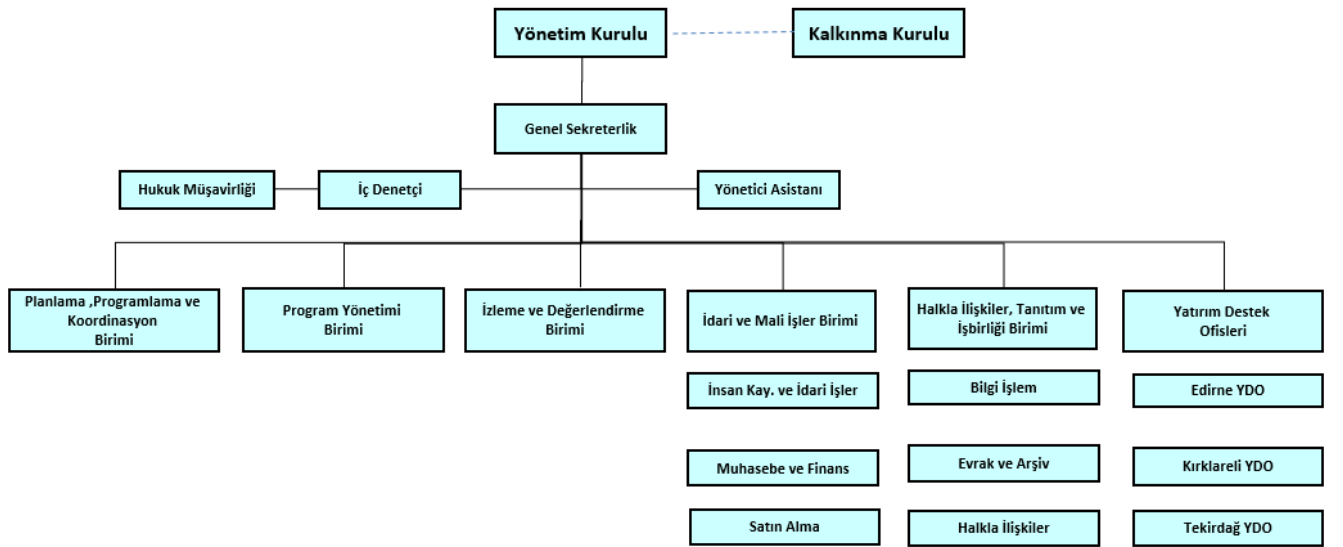 Yönetim Kurulu
Kalkınma Kurulu
Genel Sekreterlik
Hukuk Müşavirliği
İç Denetçi
Yönetici Asistanı
Planlama ,Programlama ve
Koordinasyon
Birimi
Program Yönetimi
Birimi
İzleme ve Değerlendirme
Birimi
İdari ve Mali İşler Birimi
Halkla İlişkiler, Tanıtım ve
İşbirliği Birimi
Yatırım Destek
Ofisleri
İnsan Kay. ve İdari İşler
Bilgi İşlem
Edirne YDO
Muhasebe ve Finans
Evrak ve Arşiv
Kırklareli YDO
Satın Alma
Halkla İlişkiler
Tekirdağ YDO